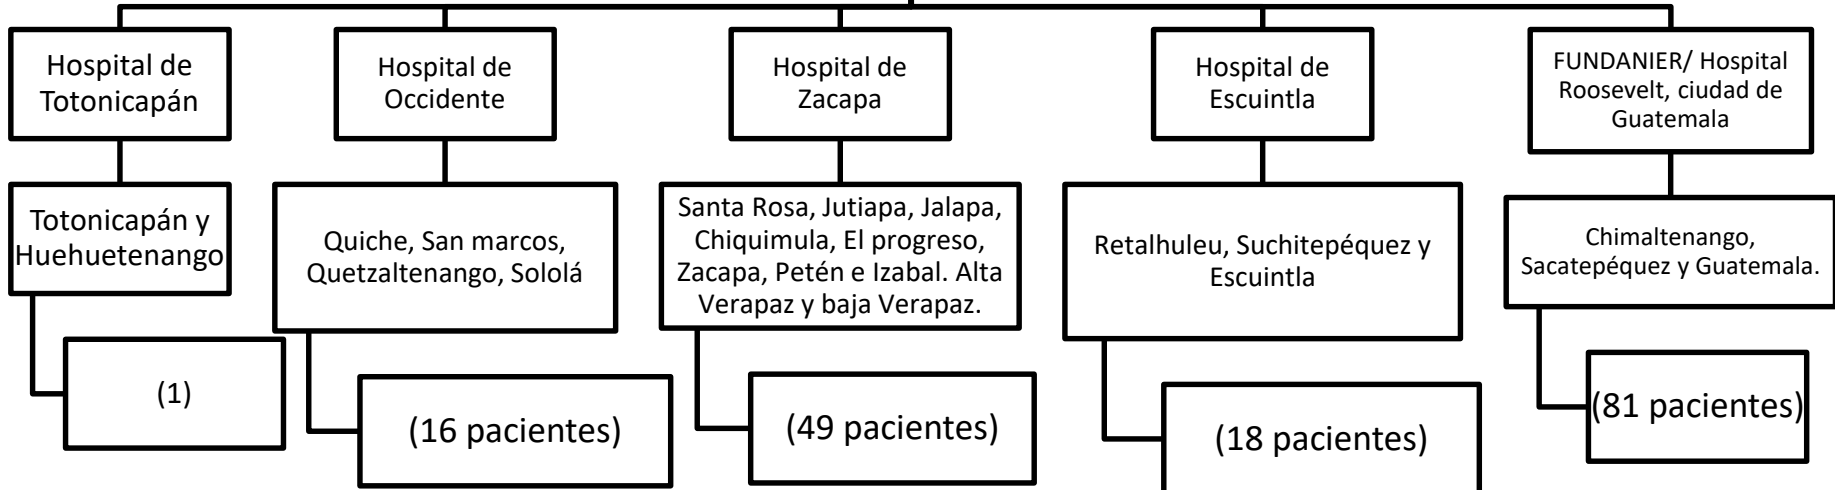 Hospital de
Totonicapán
Hospital de
Occidente
Hospital de
Zacapa
Hospital de
Escuintla
FUNDANIER/ Hospital
Roosevelt, ciudad de
Guatemala
Totonicapán y
Huehuetenango
Quiche, San marcos,
Quetzaltenango, Sololá
Santa Rosa, Jutiapa, Jalapa,
Chiquimula, El progreso,
Zacapa, Petén e Izabal. Alta
Verapaz y baja Verapaz.
Retalhuleu, Suchitepéquez y
Escuintla
Chimaltenango,
Sacatepéquez y Guatemala.
(1)
(16 pacientes)
(49 pacientes)
(18 pacientes)
(81 pacientes)